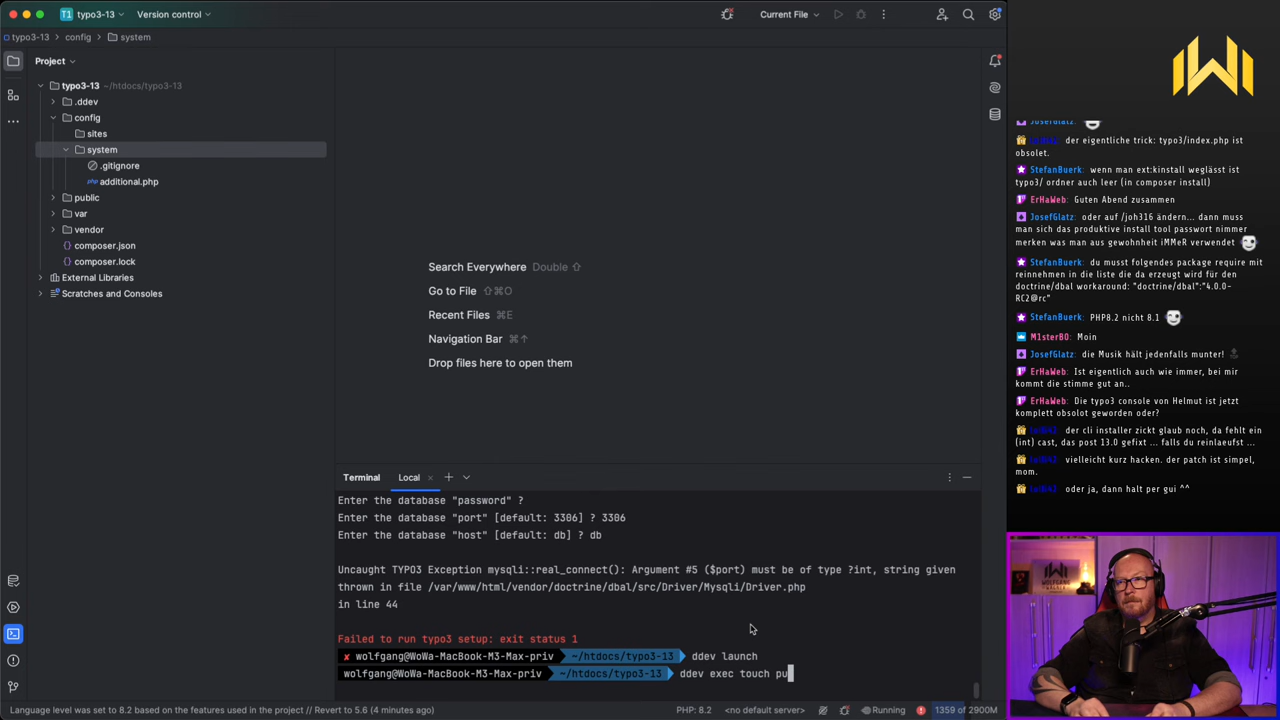 T1 typo3-13 Version control Current File
typo3-13 > config > system
Project
typo3-13 ~/htdocs/typo3-13
.ddev
config
sites
system
.gitignore
additional.php
public
var
vendor
composer.json
composer.lock
External Libraries
Scratches and Consoles
Search Everywhere Double ⇧
Go to File ⇧⌘O
Recent Files ⌘E
Navigation Bar ⌘↑
Drop files here to open them
Terminal Local
Enter the database "password" ?
Enter the database "port" [default: 3306] ? 3306
Enter the database "host" [default: db] ? db
Uncaught TYPO3 Exception mysqli::real_connect(): Argument #5 ($port) must be of type ?int, string given
thrown in file /var/www/html/vendor/doctrine/dbal/src/Driver/Mysqli/Driver.php
in line 44
Failed to run typo3 setup: exit status 1
✘ wolfgang@WoWa-MacBook-M3-Max-priv ~/htdocs/typo3-13 ddev launch
wolfgang@WoWa-MacBook-M3-Max-priv ~/htdocs/typo3-13 ddev exec touch pu
Language level was set to 8.2 based on the features used in the project // Revert to 5.6 (4 minutes ago) PHP: 8.2 <no default server> Running 1359 of 2900M
JosefGlatz:
der eigentliche trick: typo3/index.php ist
obsolet.
StefanBuerk: wenn man ext:kinstall weglässt ist
typo3/ ordner auch leer (in composer install)
ErHaWeb: Guten Abend zusammen
JosefGlatz: oder auf /joh316 ändern... dann muss
man sich das produktive install tool passwort nimmer
merken was man aus gewohnheit iMMeR verwendet
StefanBuerk: du musst folgendes package require mit
reinnehmen in die liste die da erzeugt wird für den
doctrine/dbal workaround: "doctrine/dbal":"4.0.0-
RC2@rc"
StefanBuerk: PHP8.2 nicht 8.1
M1sterBO: Moin
JosefGlatz: die Musik hält jedenfalls munter!
ErHaWeb: Ist eigentlich auch wie immer, bei mir
kommt die stimme gut an..
ErHaWeb: Die typo3 console von Helmut ist jetzt
komplett obsolot geworden oder?
der cli installer zickt glaub noch, da fehlt ein
(int) cast, das post 13.0 gefixt ... falls du reinlaeufst ...
vielleicht kurz hacken. der patch ist simpel,
mom.
oder ja, dann halt per gui ^^